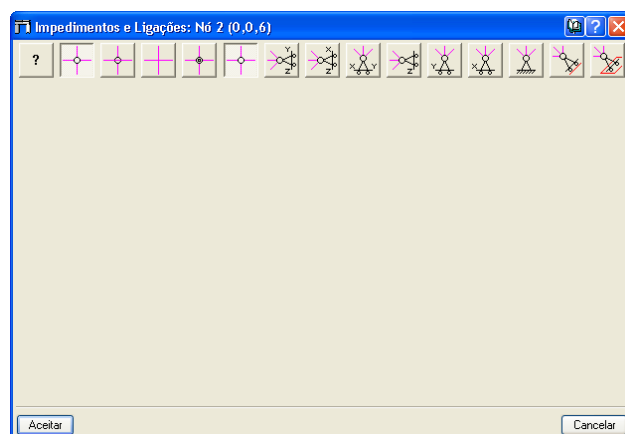 Impedimentos e Ligações: Nó 2 (0,0,6)
?
?
Y
Z
X
Z
X
Y
Z
Y
X
Aceitar
Cancelar